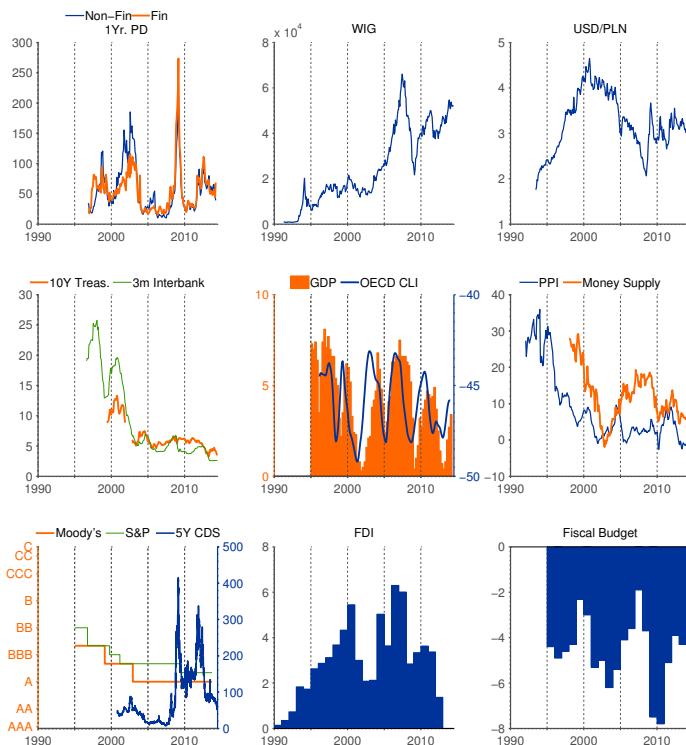 Non−Fin Fin
1Yr. PD
300
250
200
150
100
50
0
1990 2000 2010
WIG
x 10^4
8
6
4
2
0
1990 2000 2010
USD/PLN
5
4
3
2
1
1990 2000 2010
10Y Treas. 3m Interbank
30
25
20
15
10
5
0
1990 2000 2010
GDP OECD CLI
10
5
0
−40
−45
−50
1990 2000 2010
PPI Money Supply
40
30
20
10
0
−10
1990 2000 2010
Moody's S&P 5Y CDS
C
CC
CCC
B
BB
BBB
A
AA
AAA
500
400
300
200
100
0
1990 2000 2010
FDI
8
6
4
2
0
1990 2000 2010
Fiscal Budget
0
−2
−4
−6
−8
1990 2000 2010